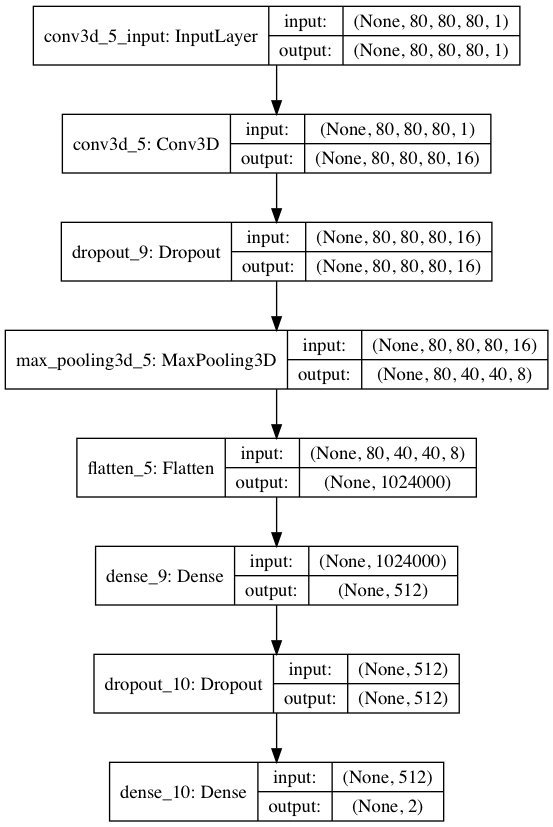 conv3d_5_input: InputLayer
input:
(None, 80, 80, 80, 1)
output:
(None, 80, 80, 80, 1)
conv3d_5: Conv3D
input:
(None, 80, 80, 80, 1)
output:
(None, 80, 80, 80, 16)
dropout_9: Dropout
input:
(None, 80, 80, 80, 16)
output:
(None, 80, 80, 80, 16)
max_pooling3d_5: MaxPooling3D
input:
(None, 80, 80, 80, 16)
output:
(None, 80, 40, 40, 8)
flatten_5: Flatten
input:
(None, 80, 40, 40, 8)
output:
(None, 1024000)
dense_9: Dense
input:
(None, 1024000)
output:
(None, 512)
dropout_10: Dropout
input:
(None, 512)
output:
(None, 512)
dense_10: Dense
input:
(None, 512)
output:
(None, 2)